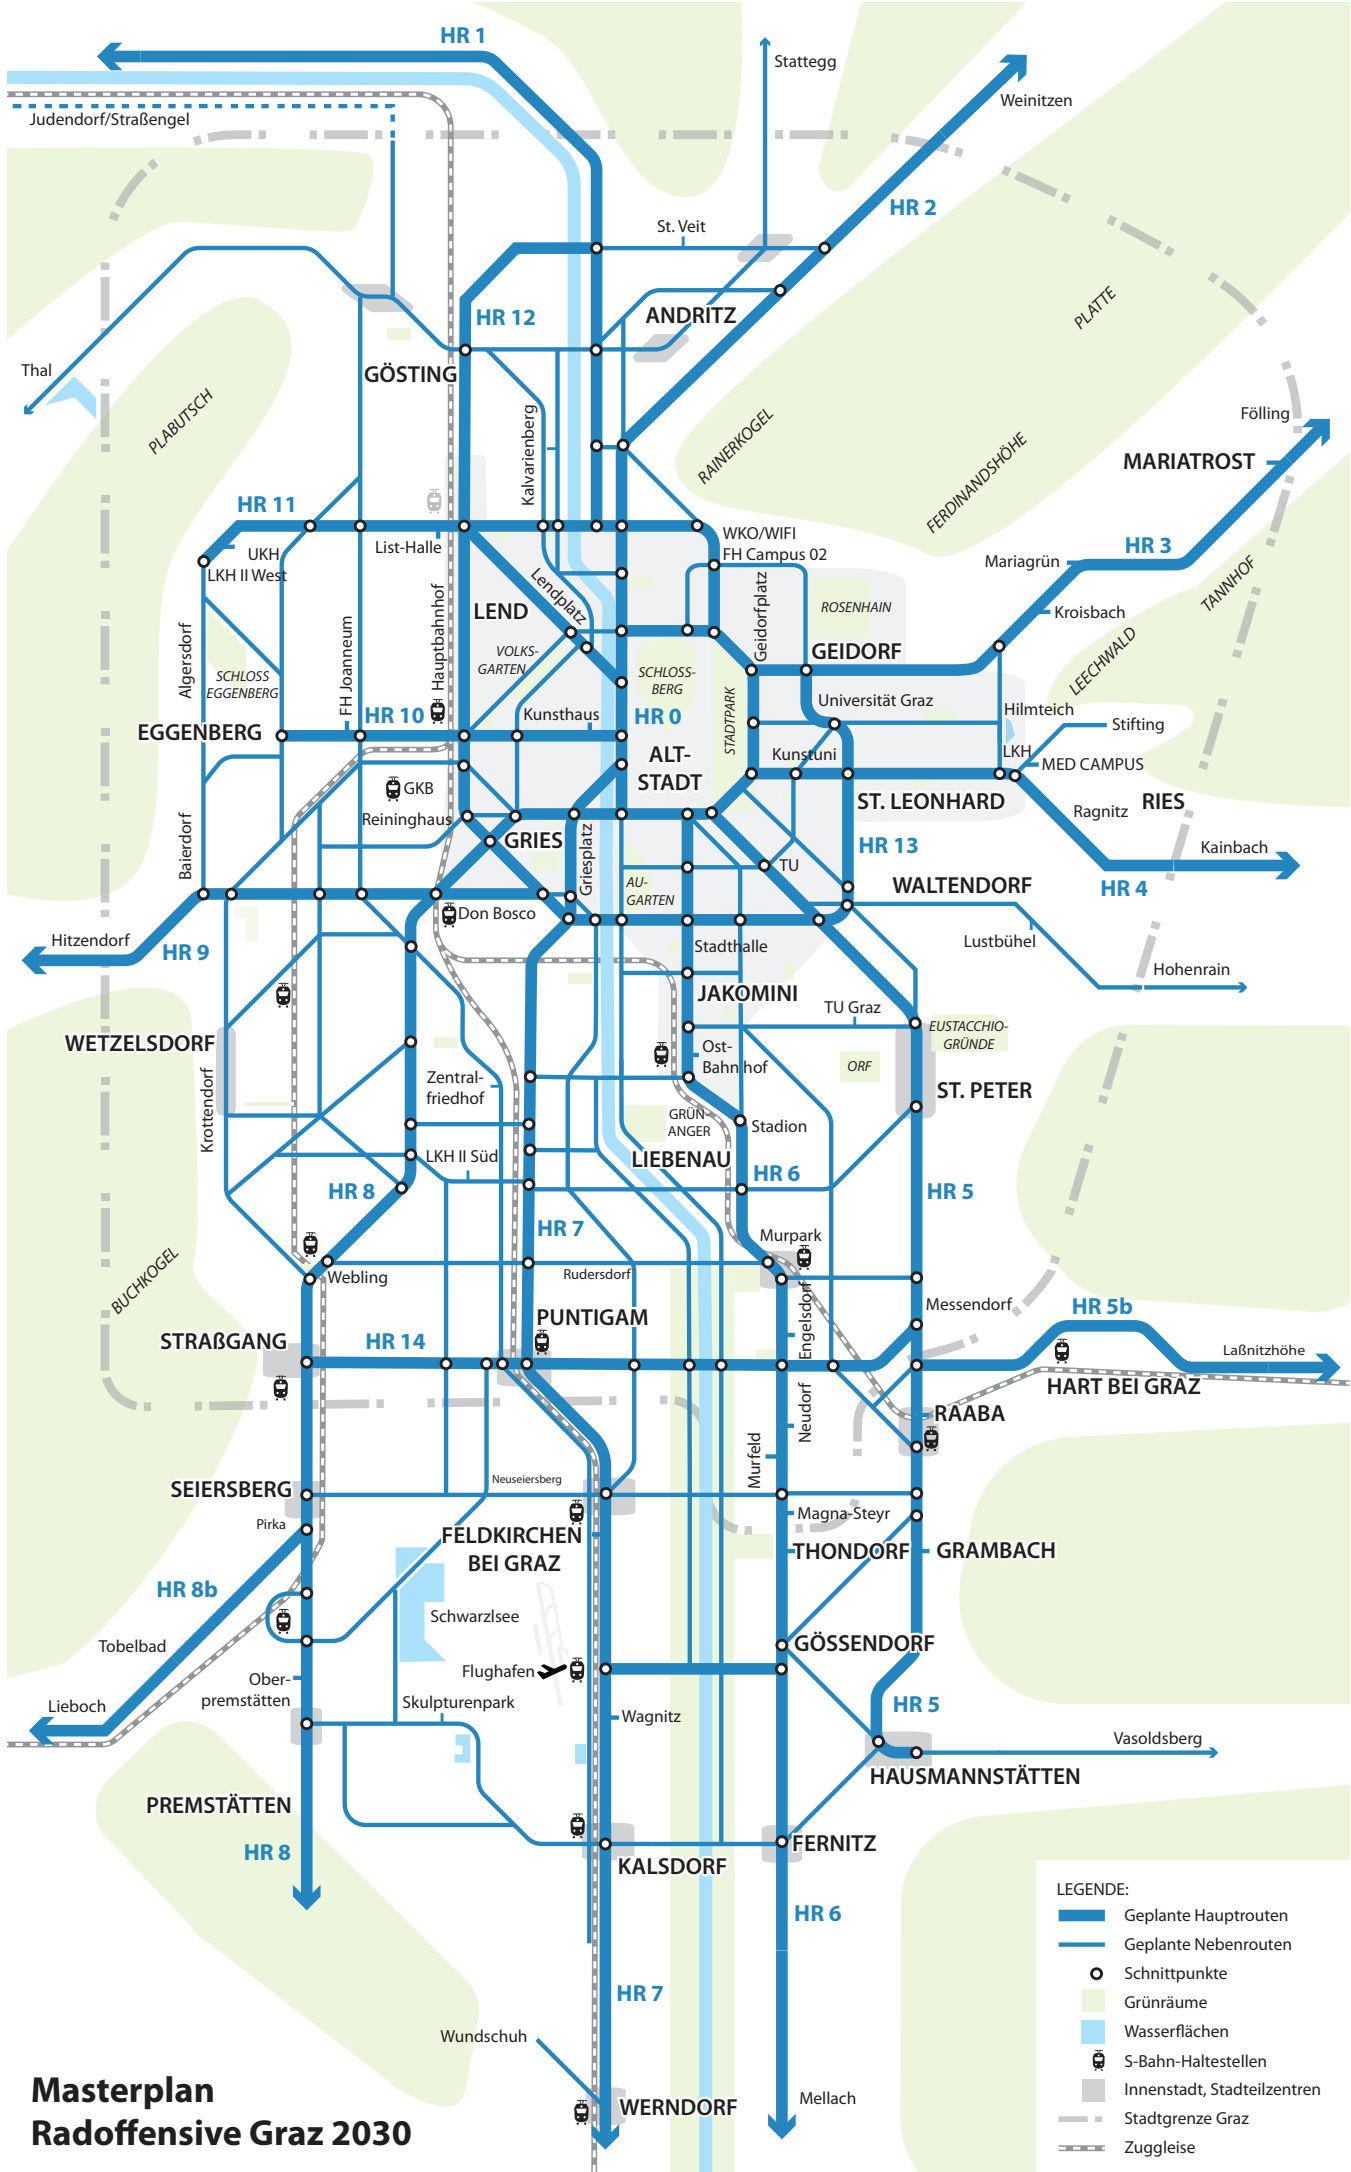 HR 1
Stattegg
Weinitzen
Judendorf/Straßengel
HR 2
St. Veit
HR 12
ANDRITZ
PLATTE
GÖSTING
Thal
PLABUTSCH
Kalvarienberg
RAINERKOGEL
Fölling
FERDINANDSHÖHE
MARIATROST
HR 11
UKH
LKH II West
List-Halle
WKO/WIFI
FH Campus 02
HR 3
Mariagrün
TANNHOF
Lendplatz
LEND
Geidorfplatz
ROSENHAIN
Kroisbach
LEECHWALD
Algersdorf
SCHLOSS
EGGENBERG
FH Joanneum
Hauptbahnhof
VOLKS-
GARTEN
SCHLOSS-
BERG
STADTPARK
GEIDORF
Universität Graz
Hilmteich
Stifting
EGGENBERG
HR 10
Kunsthaus
HR 0
ALT-
STADT
Kunstuni
LKH
MED CAMPUS
GKB
ST. LEONHARD
Ragnitz
RIES
Reininghaus
GRIES
Griesplatz
HR 13
Kainbach
Baierdorf
AU-
GARTEN
TU
WALTENDORF
HR 4
Don Bosco
Hitzendorf
HR 9
Stadthalle
Lustbühel
Hohenrain
JAKOMINI
TU Graz
EUSTACCHIO-
GRÜNDE
WETZELSDORF
Krottendorf
Ost-
Bahnhof
ORF
Zentral-
friedhof
ST. PETER
GRÜN-
ANGER
Stadion
LIEBENAU
LKH II Süd
HR 8
HR 6
HR 5
HR 7
Murpark
BUCHKOGEL
Webling
Rudersdorf
Engelsdorf
Messendorf
HR 5b
PUNTIGAM
STRAßGANG
HR 14
Laßnitzhöhe
HART BEI GRAZ
Neudorf
RAABA
Murfeld
SEIERSBERG
Neuseiersberg
Pirka
Magna-Steyr
FELDKIRCHEN
BEI GRAZ
THONDORF
GRAMBACH
HR 8b
Schwarzlsee
Tobelbad
GÖSSENDORF
Flughafen
Ober-
premstätten
Lieboch
Skulpturenpark
Wagnitz
HR 5
Vasoldsberg
HAUSMANNSTÄTTEN
PREMSTÄTTEN
HR 8
FERNITZ
KALSDORF
HR 6
HR 7
Wundschuh
WERNDORF
Mellach
LEGENDE:
Geplante Hauptrouten
Geplante Nebenrouten
Schnittpunkte
Grünräume
Wasserflächen
S-Bahn-Haltestellen
Innenstadt, Stadteilzentren
Stadtgrenze Graz
Zuggleise
Masterplan
Radoffensive Graz 2030